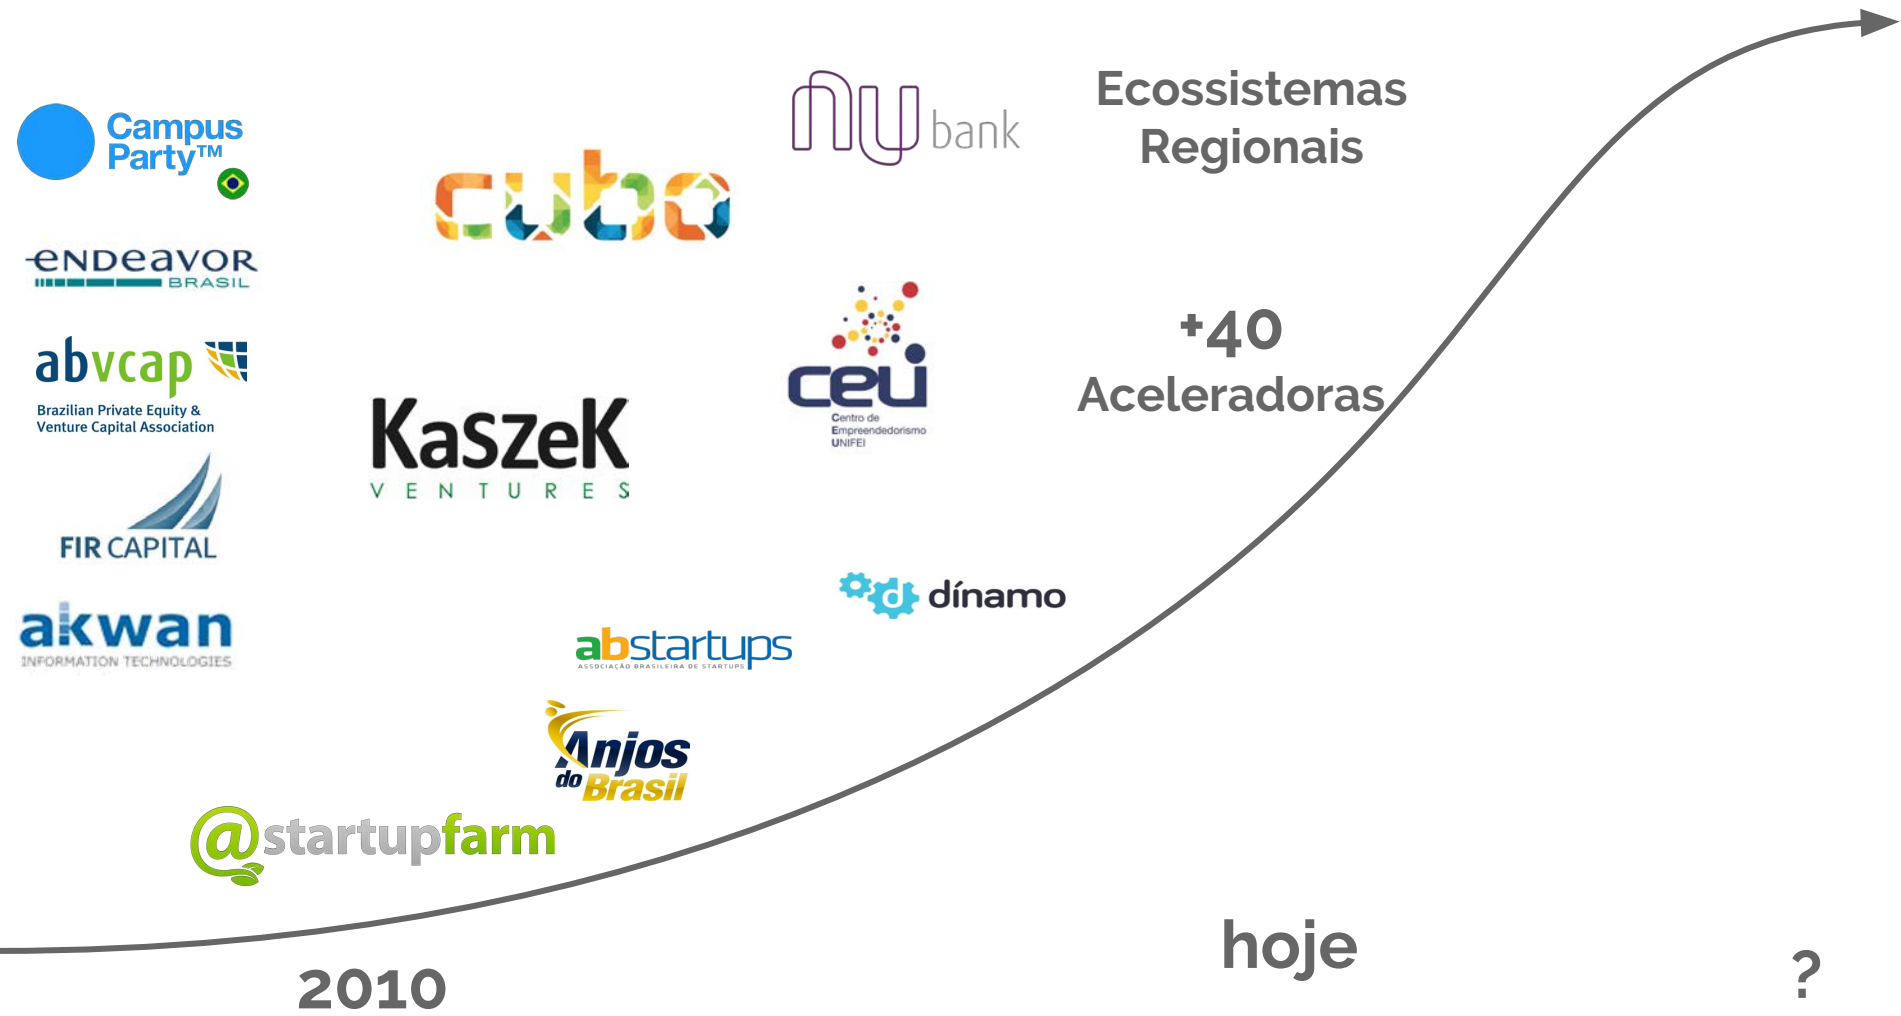 Campus
Party™
endeavor
BRASIL
abvcap
Brazilian Private Equity &
Venture Capital Association
FIR CAPITAL
akwan
INFORMATION TECHNOLOGIES
cubo
KaszeK
VENTURES
nu bank
ceu
Centro de
Empreendedorismo
UNIFEI
d dínamo
abstartups
ASSOCIAÇÃO BRASILEIRA DE STARTUPS
Anjos
do Brasil
@startupfarm
Ecossistemas
Regionais
+40
Aceleradoras
2010
hoje
?